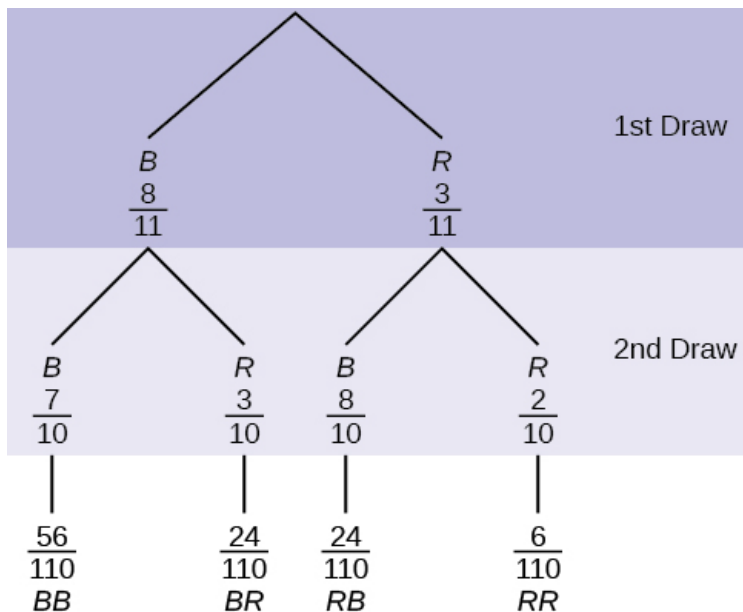 1st Draw
B R
8/11 3/11
2nd Draw
B R B R
7/10 3/10 8/10 2/10
56/110 24/110 24/110 6/110
BB BR RB RR